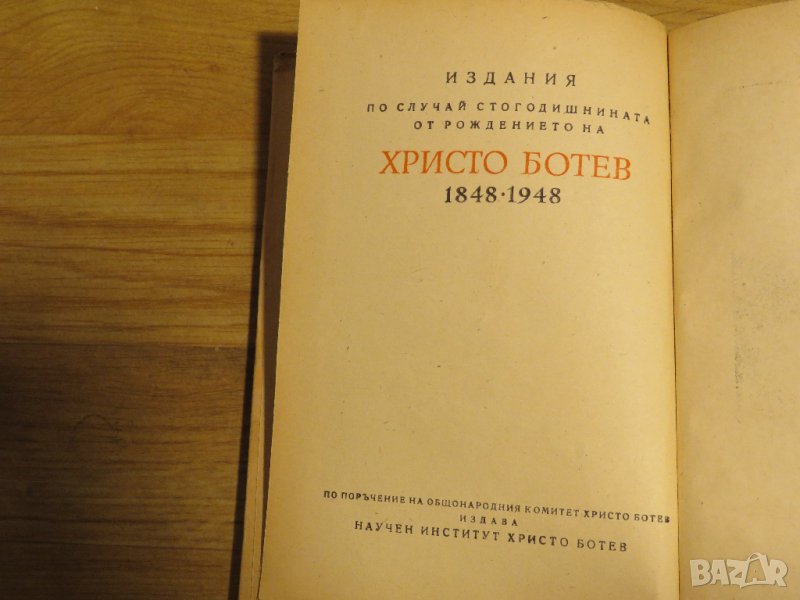 ИЗДАНИЯ
ПО СЛУЧАЙ СТОГОДИШНИНАТА
ОТ РОЖДЕНИЕТО НА
ХРИСТО БОТЕВ
1848·1948
ПО ПОРЪЧЕНИЕ НА ОБЩОНАРОДНИЯ КОМИТЕТ ХРИСТО БОТЕВ
ИЗДАВА
НАУЧЕН ИНСТИТУТ ХРИСТО БОТЕВ
BAZAR